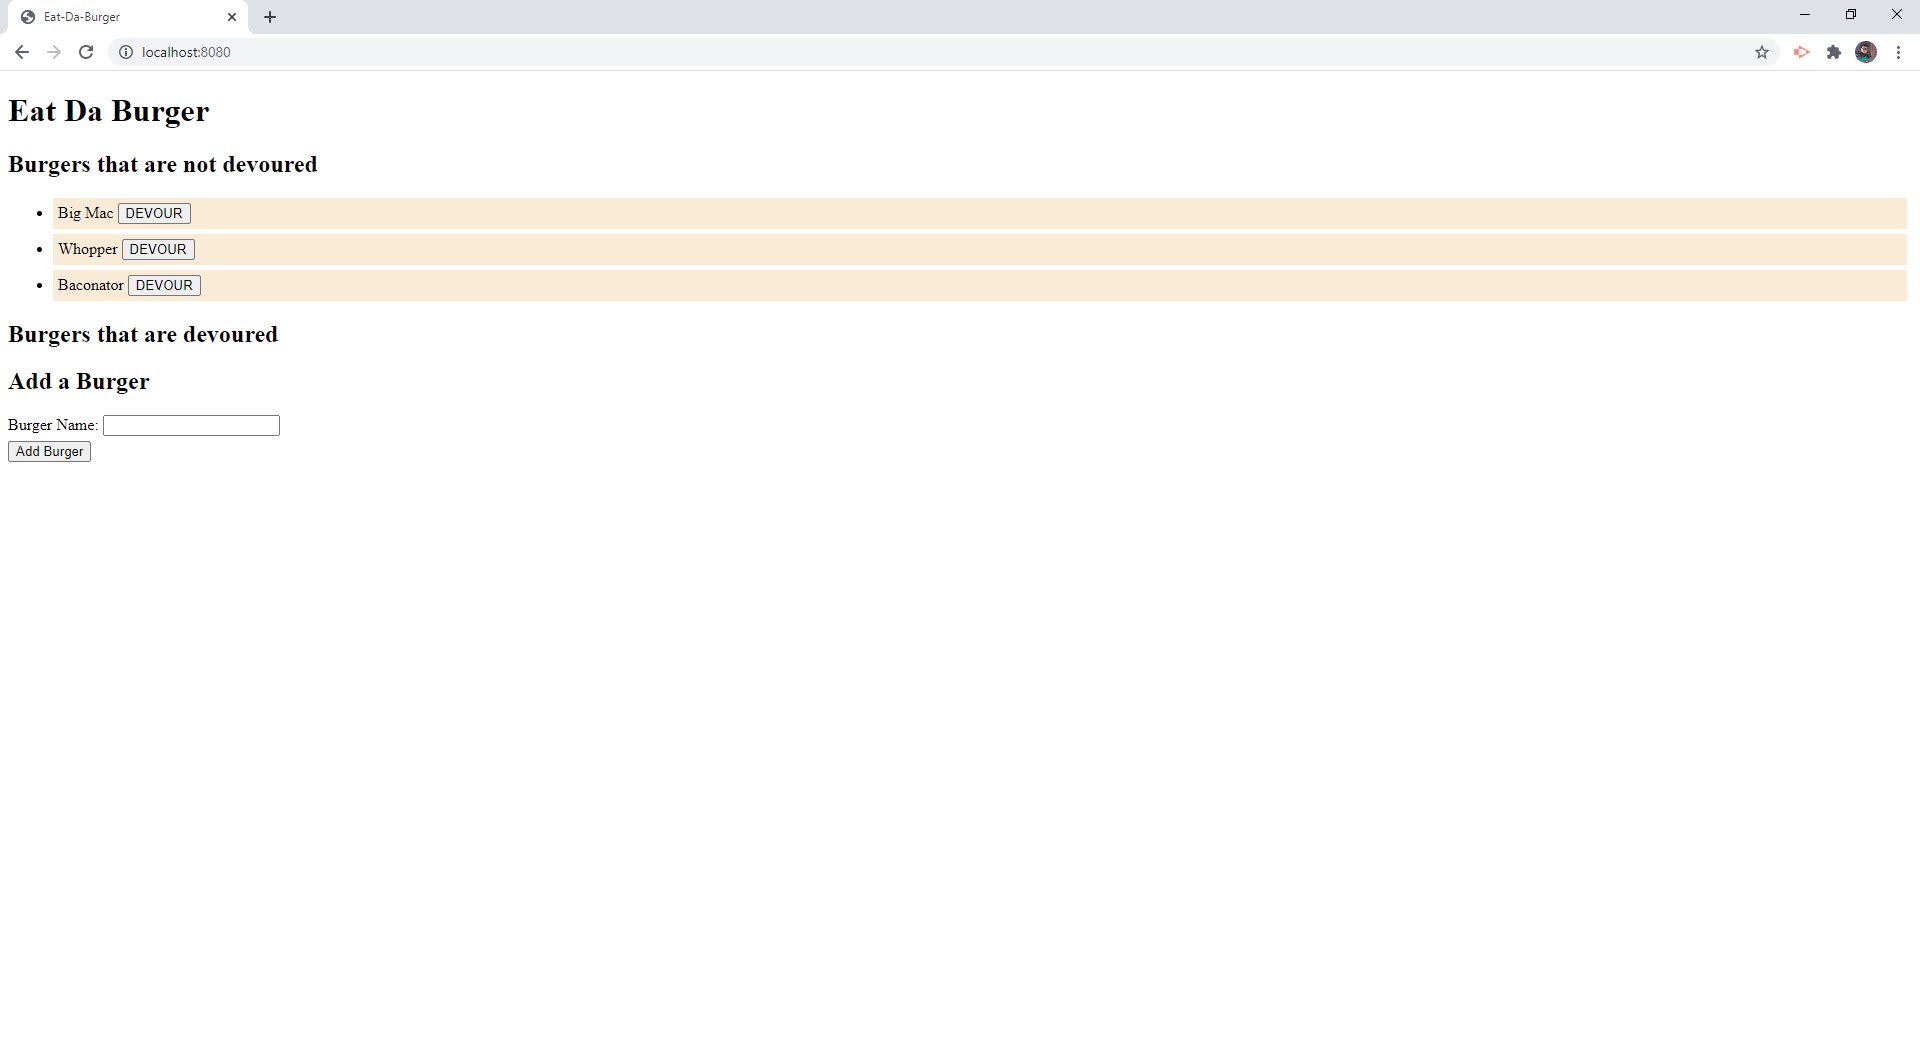 Eat-Da-Burger
localhost:8080
Eat Da Burger
Burgers that are not devoured
Big Mac DEVOUR
Whopper DEVOUR
Baconator DEVOUR
Burgers that are devoured
Add a Burger
Burger Name:
Add Burger